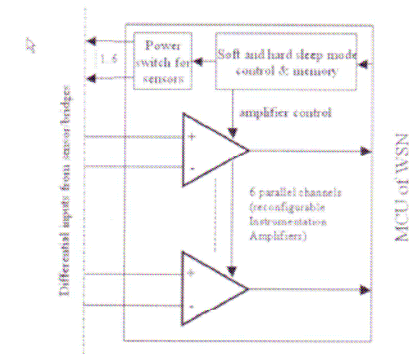 Power
switch for
sensors
Soft and hard sleep mode
control & memory
1..6
amplifier control
+
-
6 parallel channels
(reconfigurable
Instrumentation
Amplifiers)
+
-
Differential inputs from sensor bridges
MCU of WSN